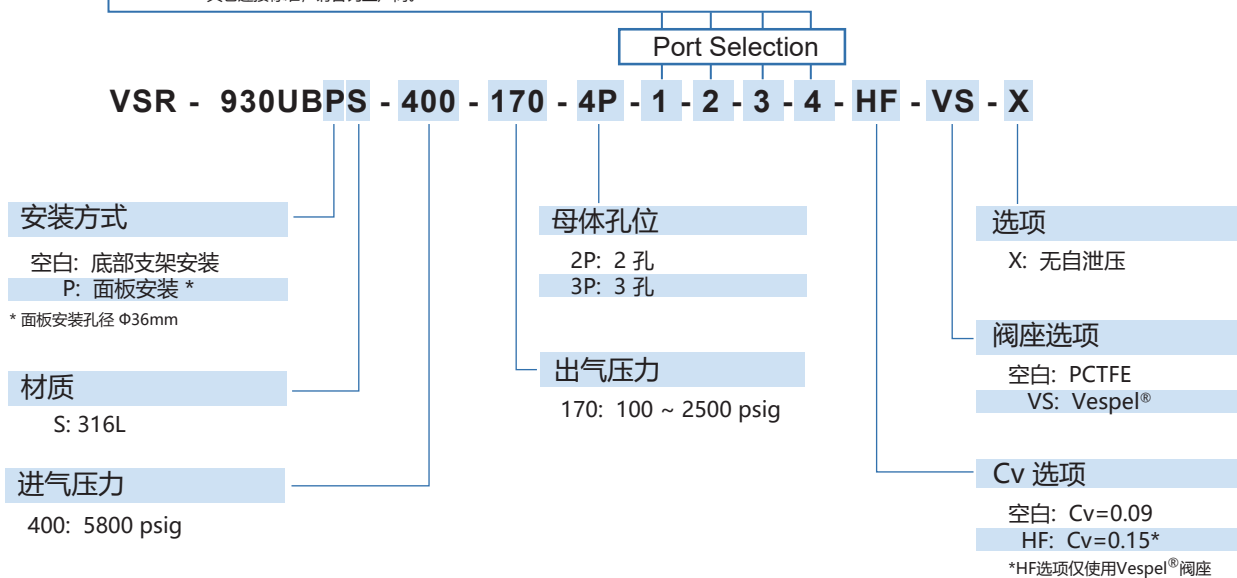 Port Selection
VSR - 930UBPS - 400 - 170 - 4P - 1 - 2 - 3 - 4 - HF - VS - X
安装方式
空白: 底部支架安装
P: 面板安装 *
* 面板安装孔径 Φ36mm
材质
S: 316L
进气压力
400: 5800 psig
母体孔位
2P: 2 孔
3P: 3 孔
出气压力
170: 100 ~ 2500 psig
选项
X: 无自泄压
阀座选项
空白: PCTFE
VS: Vespel®
Cv 选项
空白: Cv=0.09
HF: Cv=0.15*
*HF选项仅使用Vespel®阀座